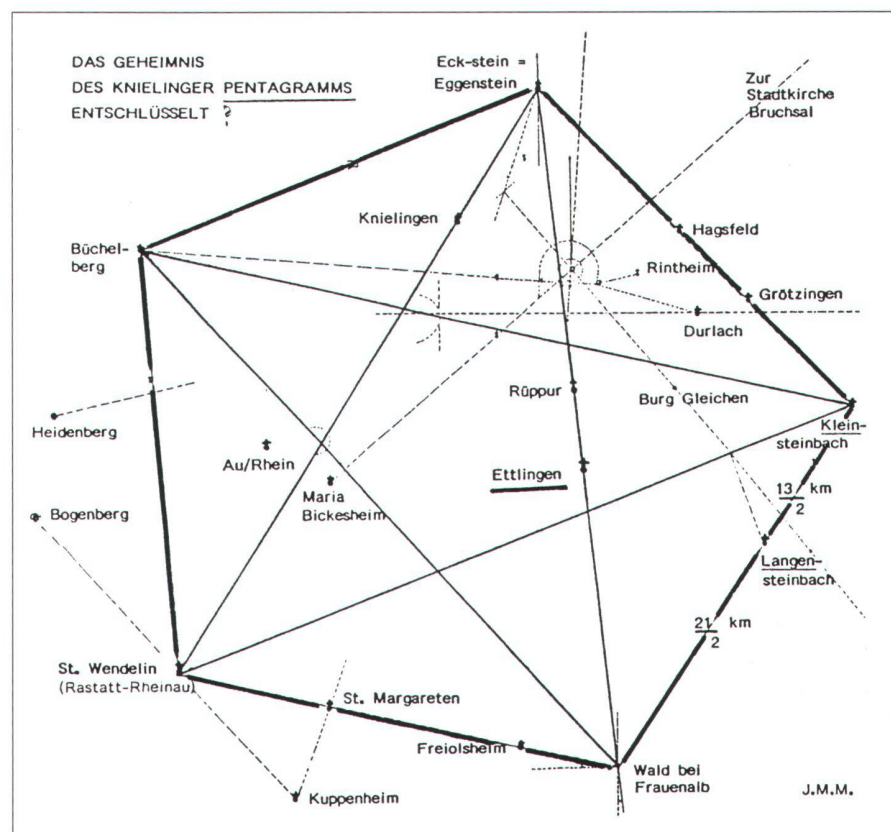 DAS GEHEIMNIS
DES KNIELINGER PENTAGRAMMS
ENTSCHLÜSSELT ?
Eck-stein =
Eggenstein
Zur
Stadtkirche
Bruchsal
Knielingen
Hagsfeld
Büchel-
berg
Rintheim
Grötzingen
Durlach
Rüppur
Burg Gleichen
Heidenberg
Klein-
steinbach
Au/Rhein
Ettlingen
Maria
Bickesheim
13/2 km
Bogenberg
Langen-
steinbach
21/2 km
St. Wendelin
(Rastatt-Rheinau)
St. Margareten
Freiolsheim
Wald bei
Frauenalb
Kuppenheim
J.M.M.